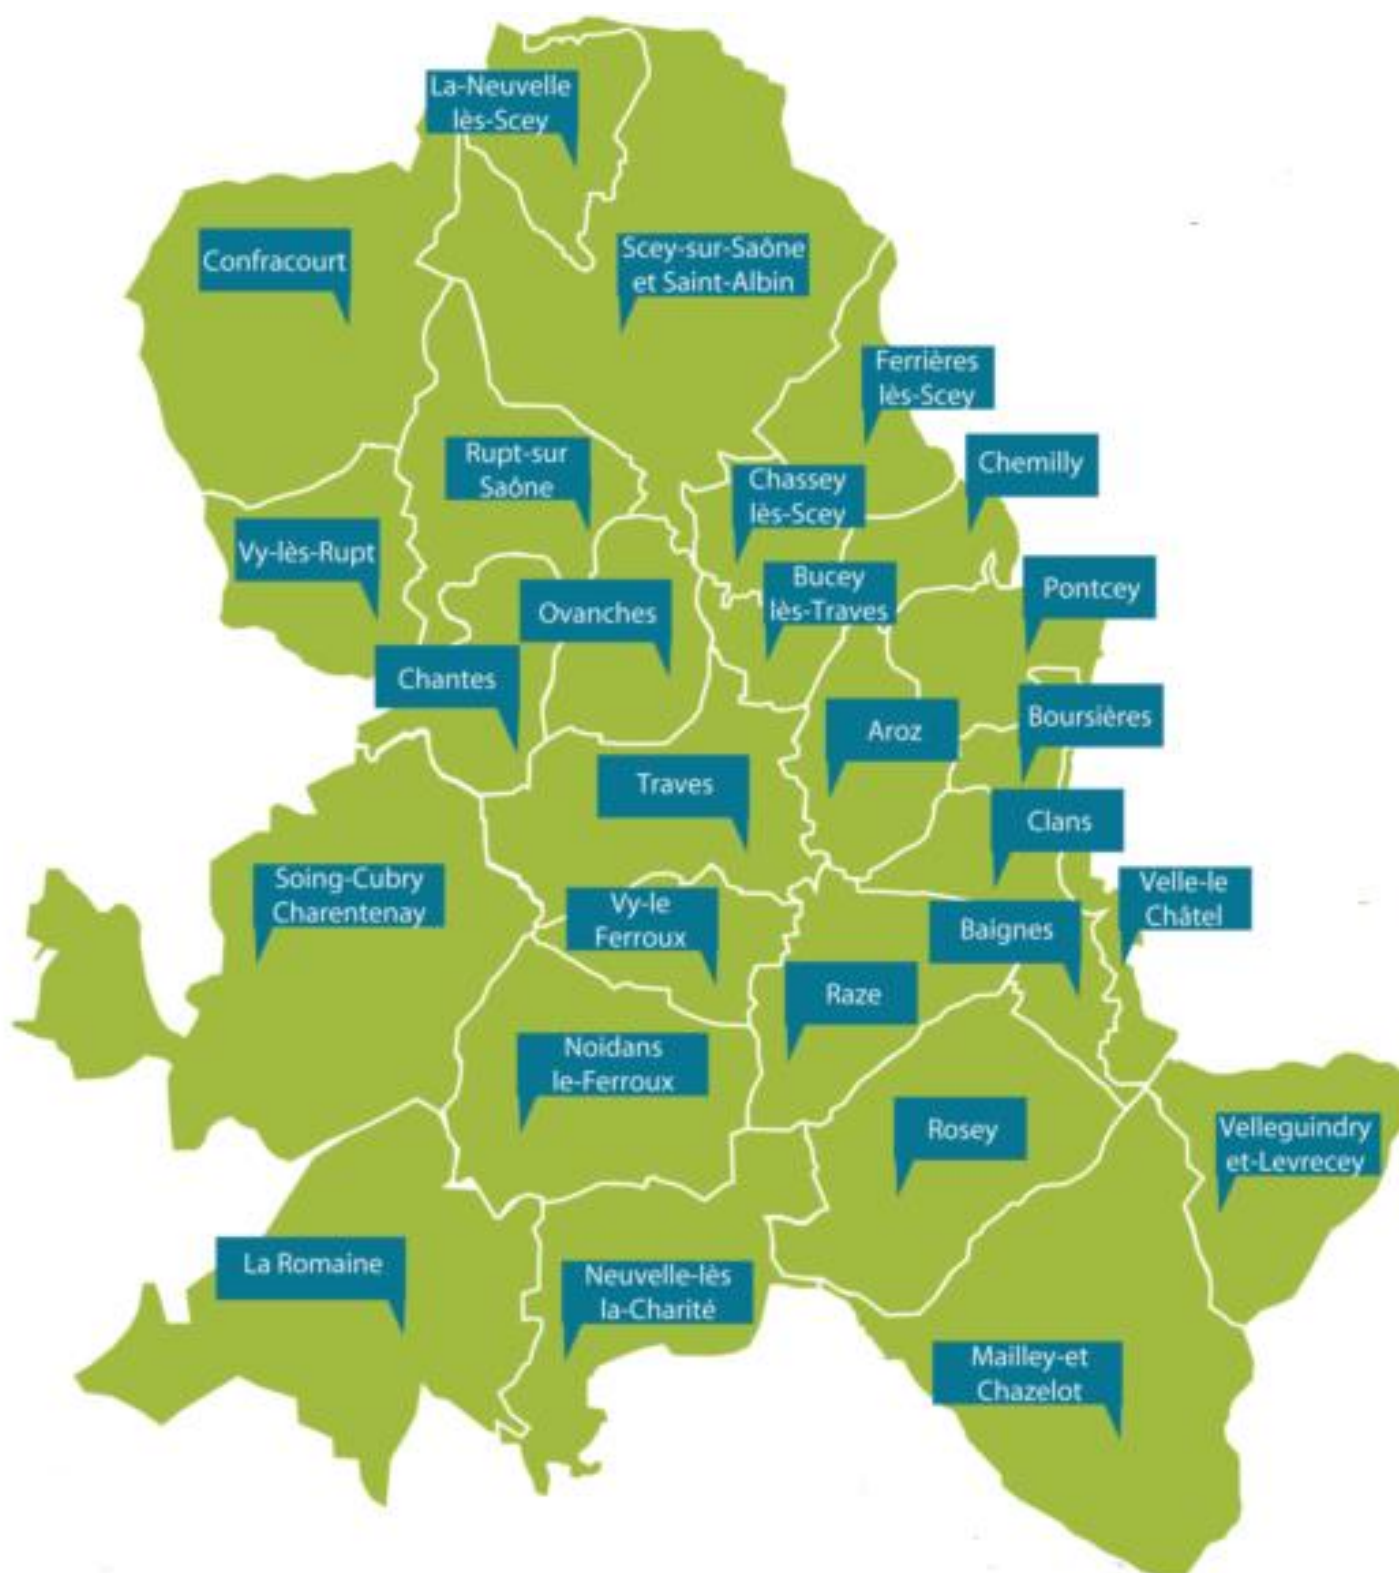 La-Neuvelle
lès-Scey
Confracourt
Scey-sur-Saône
et Saint-Albin
Ferrières
lès-Scey
Rupt-sur
Saône
Chemilly
Chassey
lès-Scey
Vy-lès-Rupt
Bucey
lès-Traves
Pontcey
Ovanches
Chantes
Boursières
Aroz
Traves
Clans
Soing-Cubry
Charentenay
Velle-le
Châtel
Vy-le
Ferroux
Baignes
Raze
Noidans
le-Ferroux
Rosey
Velleguindry
et-Levrecey
La Romaine
Neuvelle-lès
la-Charité
Mailley-et
Chazelot